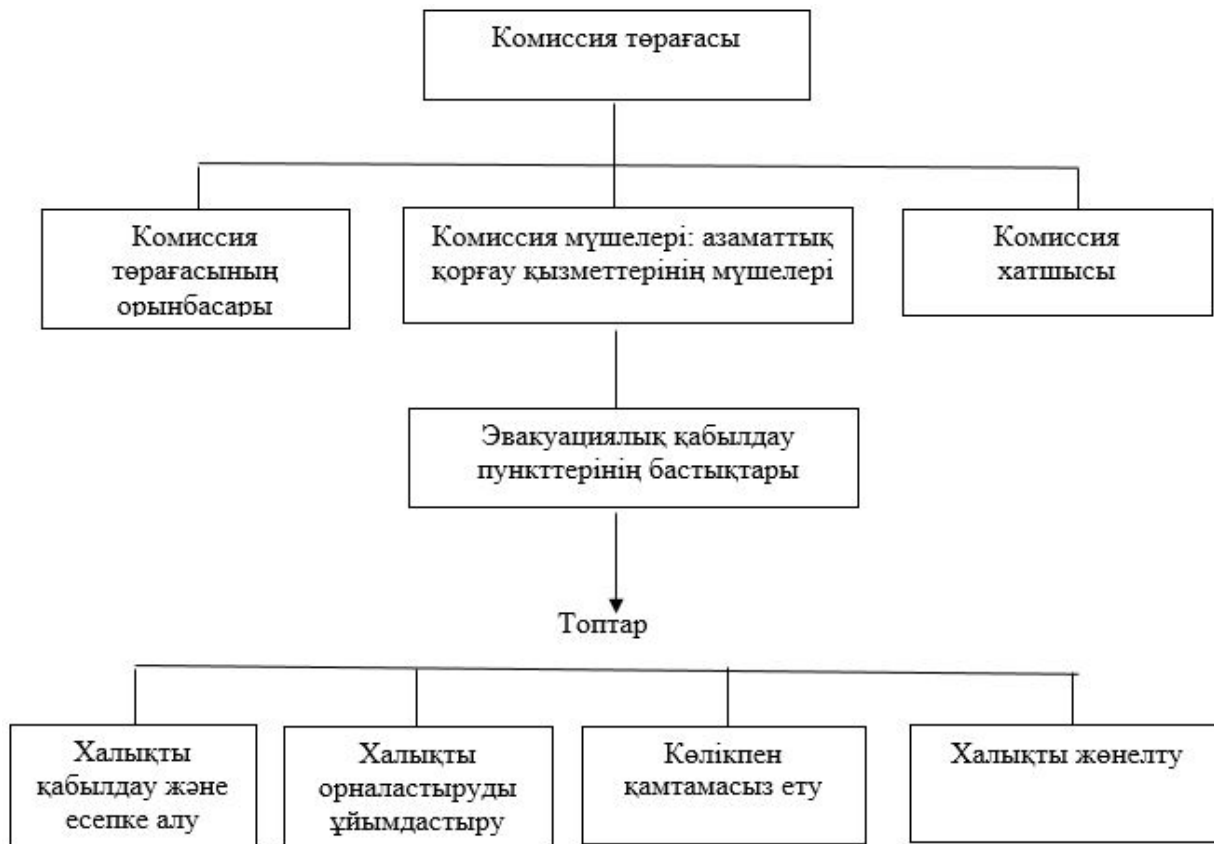 Комиссия төрағасы
Комиссия
төрағасының
орынбасары
Комиссия мүшелері: азаматтық
қорғау қызметтерінің мүшелері
Комиссия
хатшысы
Эвакуациялық қабылдау
пункттерінің бастықтары
Топтар
Халықты
қабылдау және
есепке алу
Халықты
орналастыруды
ұйымдастыру
Көлікпен
қамтамасыз ету
Халықты жөнелту